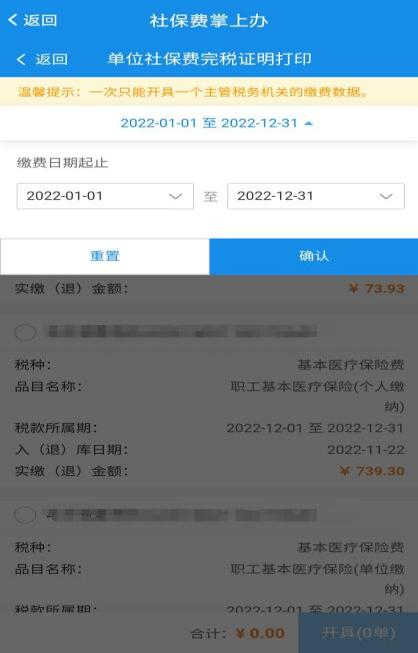 返回
社保费掌上办
返回
单位社保费完税证明打印
温馨提示：一次只能开具一个主管税务机关的缴费数据。
2022-01-01 至 2022-12-31
缴费日期起止
2022-01-01 至 2022-12-31
重置
确认
实缴（退）金额： ¥ 73.93
税种： 基本医疗保险费
品目名称： 职工基本医疗保险(个人缴
纳)
税款所属期： 2022-12-01 至 2022-12-31
入（退）库日期： 2022-11-22
实缴（退）金额： ¥ 739.30
税种： 基本医疗保险费
品目名称： 职工基本医疗保险(单位缴
纳)
税款所属期： 2022-12-01 至 2022-12-31
合计：¥ 0.00 开具(0单)